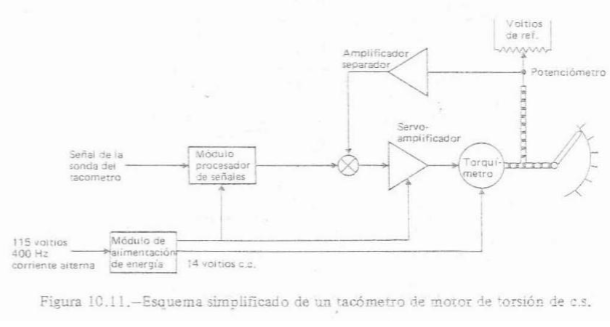 Voltios
de ref.
Amplificador
separador
Potenciómetro
Servo-
amplificador
Señal de la
sonda del
tacómetro
Módulo
procesador
de señales
Torquí-
metro
115 voltios
400 Hz
corriente alterna
Módulo de
alimentación
de energía
14 voltios c.c.
Figura 10.11.—Esquema simplificado de un tacómetro de motor de torsión de c.s.